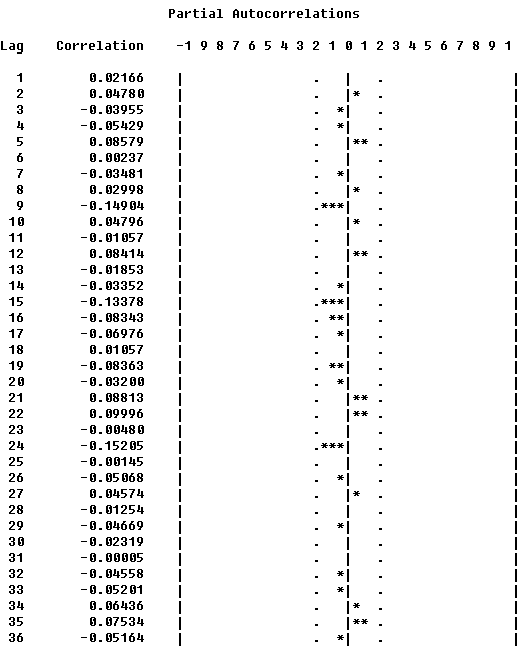 Partial Autocorrelations
Lag Correlation -1 9 8 7 6 5 4 3 2 1 0 1 2 3 4 5 6 7 8 9 1
1 0.02166 | . | . |
2 0.04780 | . |* . |
3 -0.03955 | . *| . |
4 -0.05429 | . *| . |
5 0.08579 | . |** . |
6 0.00237 | . | . |
7 -0.03481 | . *| . |
8 0.02998 | . |* . |
9 -0.14904 | .***| . |
10 0.04796 | . |* . |
11 -0.01057 | . | . |
12 0.08414 | . |** . |
13 -0.01853 | . | . |
14 -0.03352 | . *| . |
15 -0.13378 | .***| . |
16 -0.08343 | . **| . |
17 -0.06976 | . *| . |
18 0.01057 | . | . |
19 -0.08363 | . **| . |
20 -0.03200 | . *| . |
21 0.08813 | . |** . |
22 0.09996 | . |** . |
23 -0.00480 | . | . |
24 -0.15205 | .***| . |
25 -0.00145 | . | . |
26 -0.05068 | . *| . |
27 0.04574 | . |* . |
28 -0.01254 | . | . |
29 -0.04669 | . *| . |
30 -0.02319 | . | . |
31 -0.00005 | . | . |
32 -0.04558 | . *| . |
33 -0.05201 | . *| . |
34 0.06436 | . |* . |
35 0.07534 | . |** . |
36 -0.05164 | . *| . |